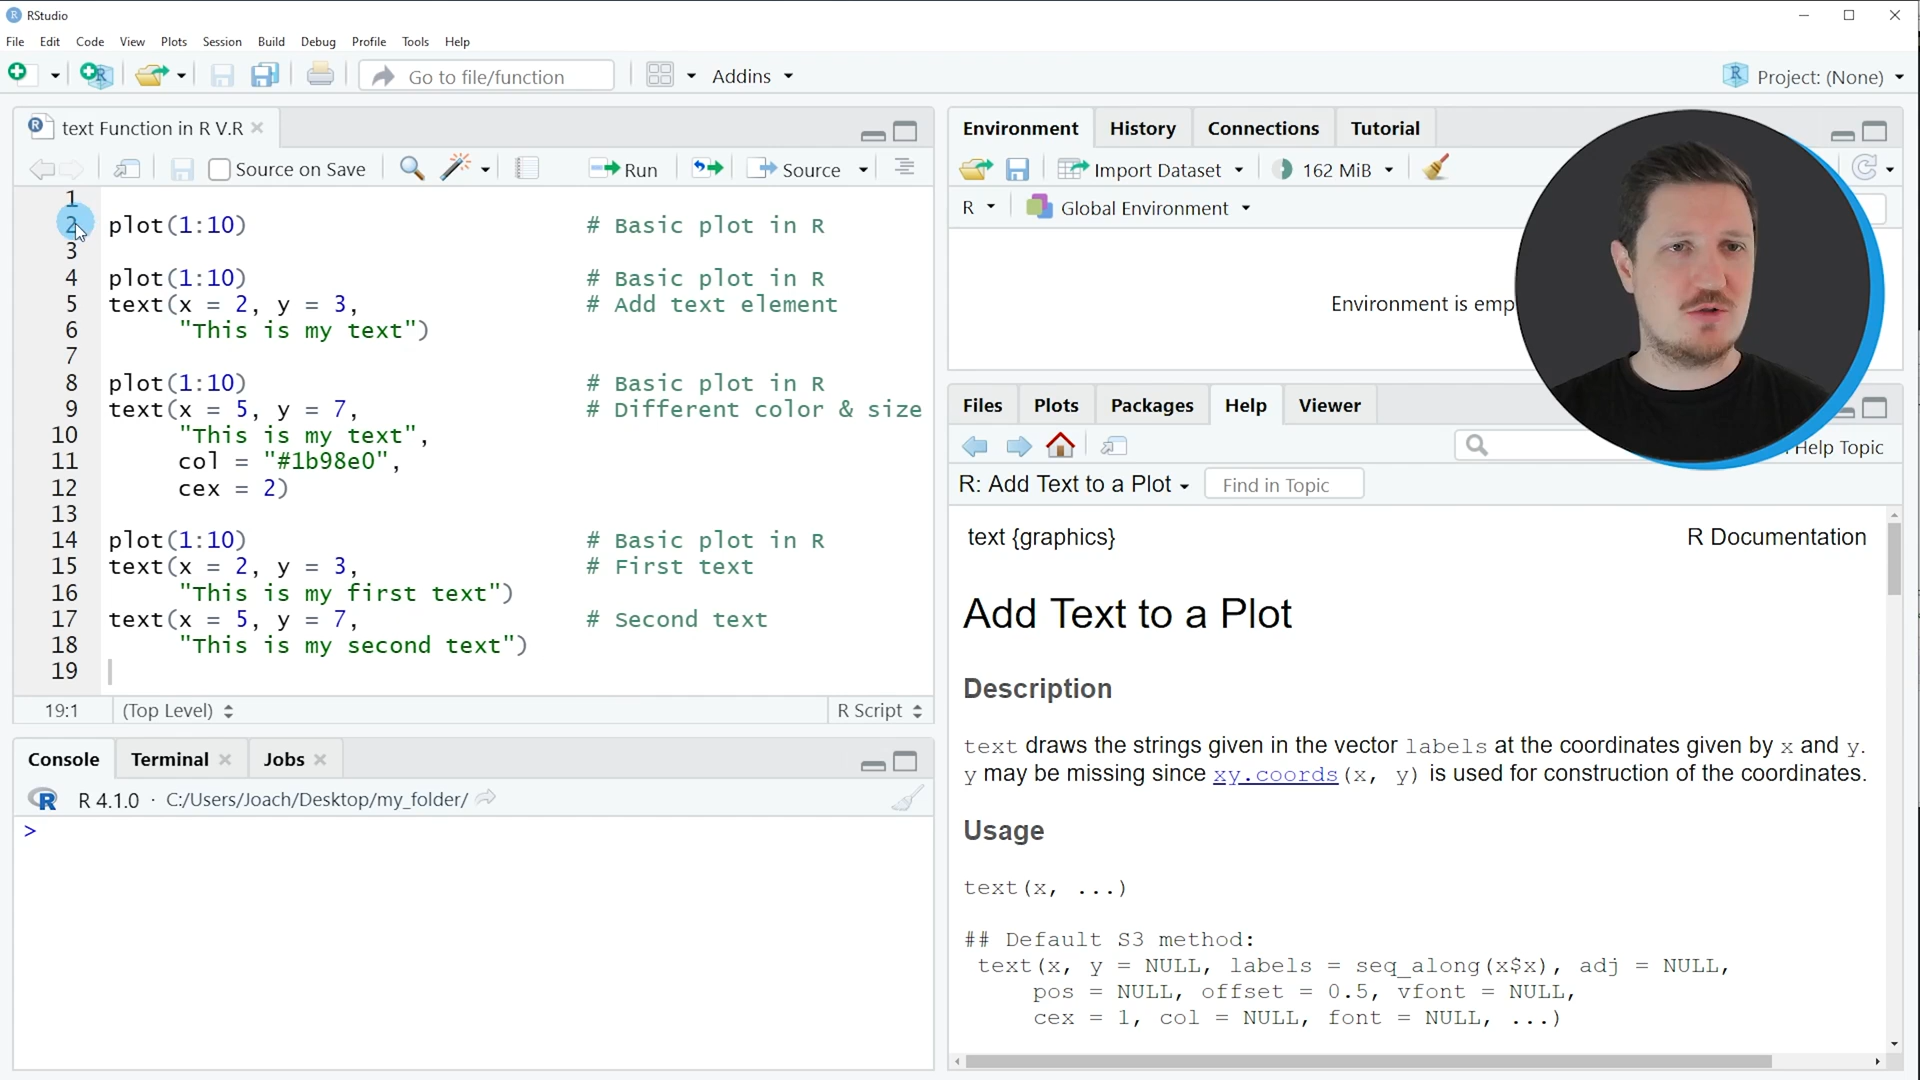 RStudio
File Edit Code View Plots Session Build Debug Profile Tools Help
Go to file/function Addins Project: (None)
text Function in R V.R
Source on Save Run Source
1
2 plot(1:10) # Basic plot in R
3
4 plot(1:10) # Basic plot in R
5 text(x = 2, y = 3, # Add text element
6 "This is my text")
7
8 plot(1:10) # Basic plot in R
9 text(x = 5, y = 7, # Different color & size
10 "This is my text",
11 col = "#1b98e0",
12 cex = 2)
13
14 plot(1:10) # Basic plot in R
15 text(x = 2, y = 3, # First text
16 "This is my first text")
17 text(x = 5, y = 7, # Second text
18 "This is my second text")
19
19:1 (Top Level) R Script
Console Terminal Jobs
R 4.1.0 · C:/Users/Joach/Desktop/my_folder/
>
Environment History Connections Tutorial
Import Dataset 162 MiB
R Global Environment
Environment is emp
Files Plots Packages Help Viewer
Help Topic
R: Add Text to a Plot Find in Topic
text {graphics} R Documentation
Add Text to a Plot
Description
text draws the strings given in the vector labels at the coordinates given by x and y.
y may be missing since xy.coords(x, y) is used for construction of the coordinates.
Usage
text(x, ...)
## Default S3 method:
text(x, y = NULL, labels = seq_along(x$x), adj = NULL,
pos = NULL, offset = 0.5, vfont = NULL,
cex = 1, col = NULL, font = NULL, ...)